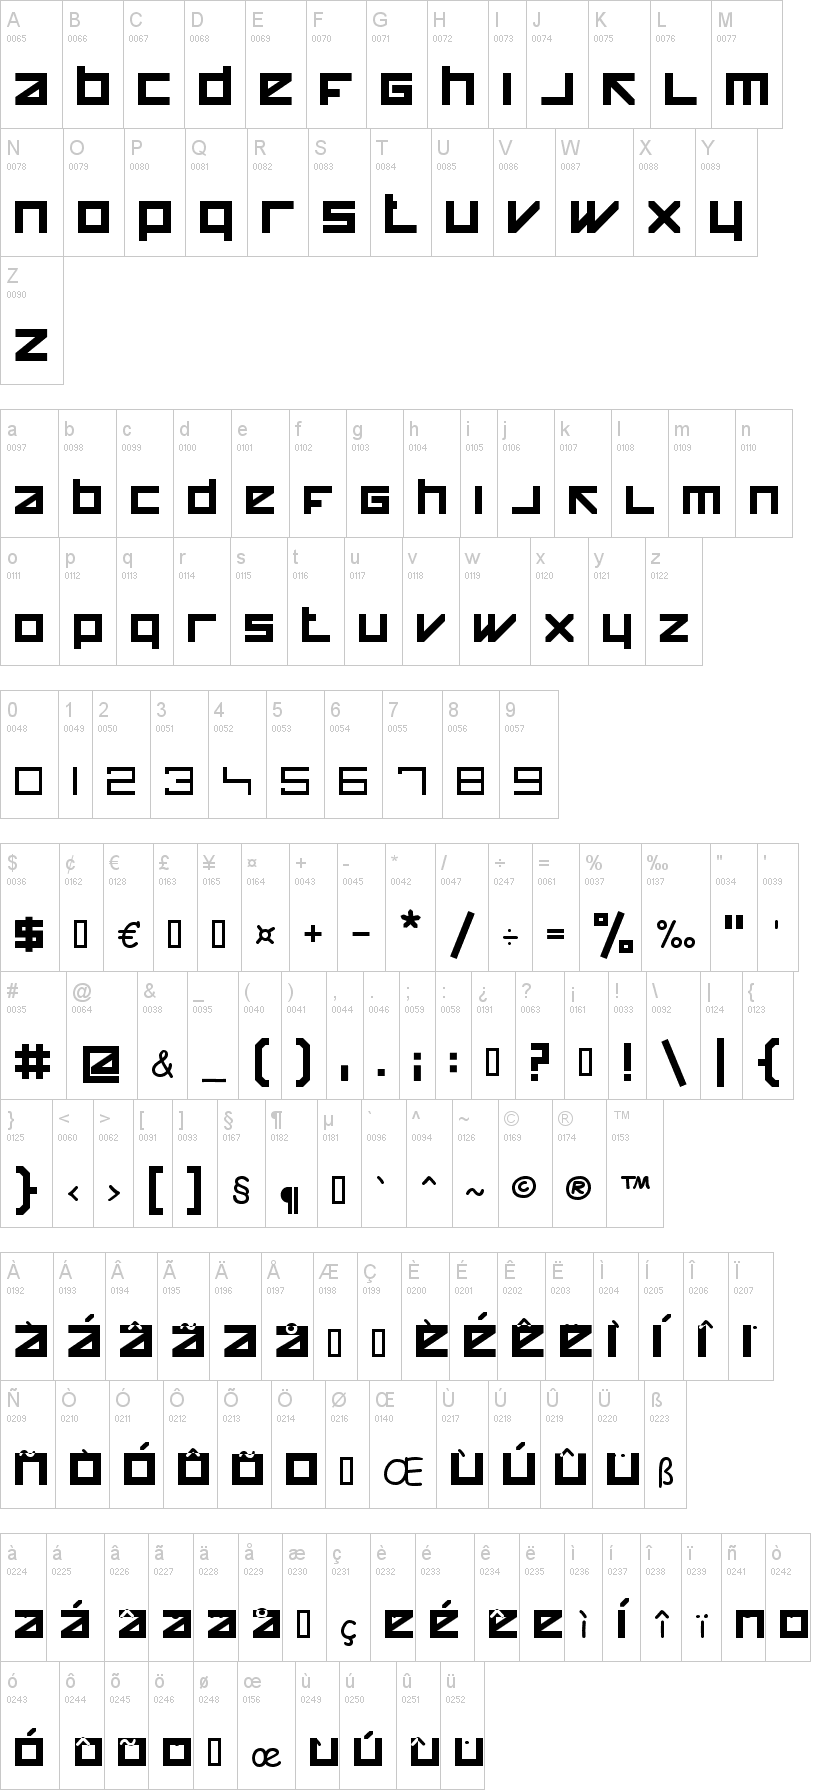 A B C D E F G H I J K L M
0065 0066 0067 0068 0069 0070 0071 0072 0073 0074 0075 0076 0077
a b c d e F G h I J K L m
N O P Q R S T U V W X Y
0078 0079 0080 0081 0082 0083 0084 0085 0086 0087 0088 0089
n o p q r s t u v w x y
Z
0090
z
a b c d e f g h i j k l m n
0097 0098 0099 0100 0101 0102 0103 0104 0105 0106 0107 0108 0109 0110
a b c d e F G h I J K L m n
o p q r s t u v w x y z
0111 0112 0113 0114 0115 0116 0117 0118 0119 0120 0121 0122
o p q r s t u v w x y z
0 1 2 3 4 5 6 7 8 9
0048 0049 0050 0051 0052 0053 0054 0055 0056 0057
0 1 2 3 4 5 6 7 8 9
$ ¢ € £ ¥ ¤ + - * / ÷ = % ‰ " '
0036 0162 0128 0163 0165 0164 0043 0045 0042 0047 0247 0061 0037 0137 0034 0039
$ € ¤ + - * / ÷ = % ‰ " '
# @ & _ ( ) , . ; : ¿ ? ¡ ! \ | {
0035 0064 0038 0095 0040 0041 0044 0046 0059 0058 0191 0063 0161 0033 0092 0124 0123
# @ & _ ( ) , . ; : ? ! \ | {
} < > [ ] § ¶ µ ` ^ ~ © ® ™
0125 0060 0062 0091 0093 0167 0182 0181 0096 0094 0126 0169 0174 0153
} < > [ ] § ¶ ` ^ ~ © ® ™
À Á Â Ã Ä Å Æ Ç È É Ê Ë Ì Í Î Ï
0192 0193 0194 0195 0196 0197 0198 0199 0200 0201 0202 0203 0204 0205 0206 0207
à á â ã a å è é ê ë Ì Í Î Ï
Ñ Ò Ó Ô Õ Ö Ø Œ Ù Ú Û Ü ß
0209 0210 0211 0212 0213 0214 0216 0140 0217 0218 0219 0220 0223
ñ ò ó ô õ o Œ ù ú û ü ß
à á â ã ä å æ ç è é ê ë ì í î ï ñ ò
0224 0225 0226 0227 0228 0229 0230 0231 0232 0233 0234 0235 0236 0237 0238 0239 0241 0242
a á â a a å ç e é ê e ì Í î ï n o
ó ô õ ö ø œ ù ú û ü
0243 0244 0245 0246 0248 0156 0249 0250 0251 0252
ó ô õ ö œ ù ú û ü